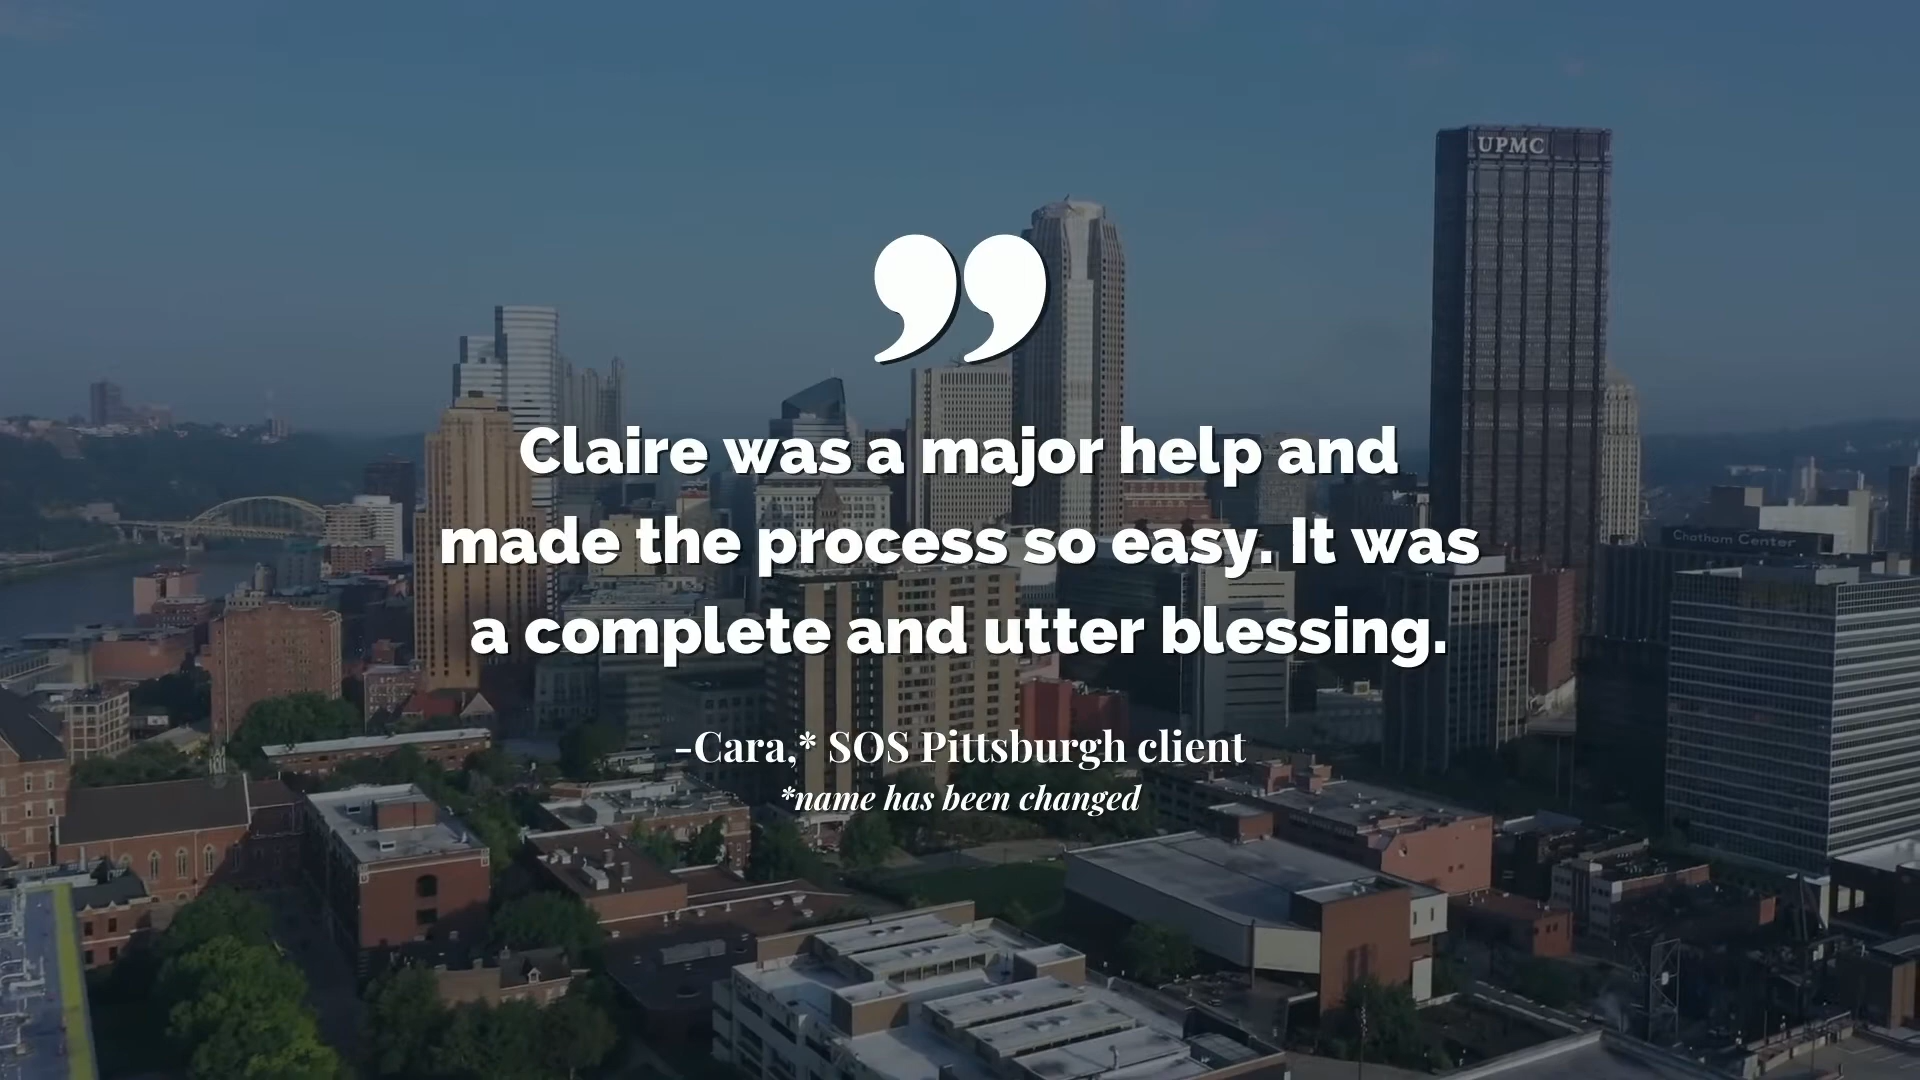 UPMC
”
Claire was a major help and
made the process so easy. It was
a complete and utter blessing.
Chatham Center
-Cara,* SOS Pittsburgh client
*name has been changed